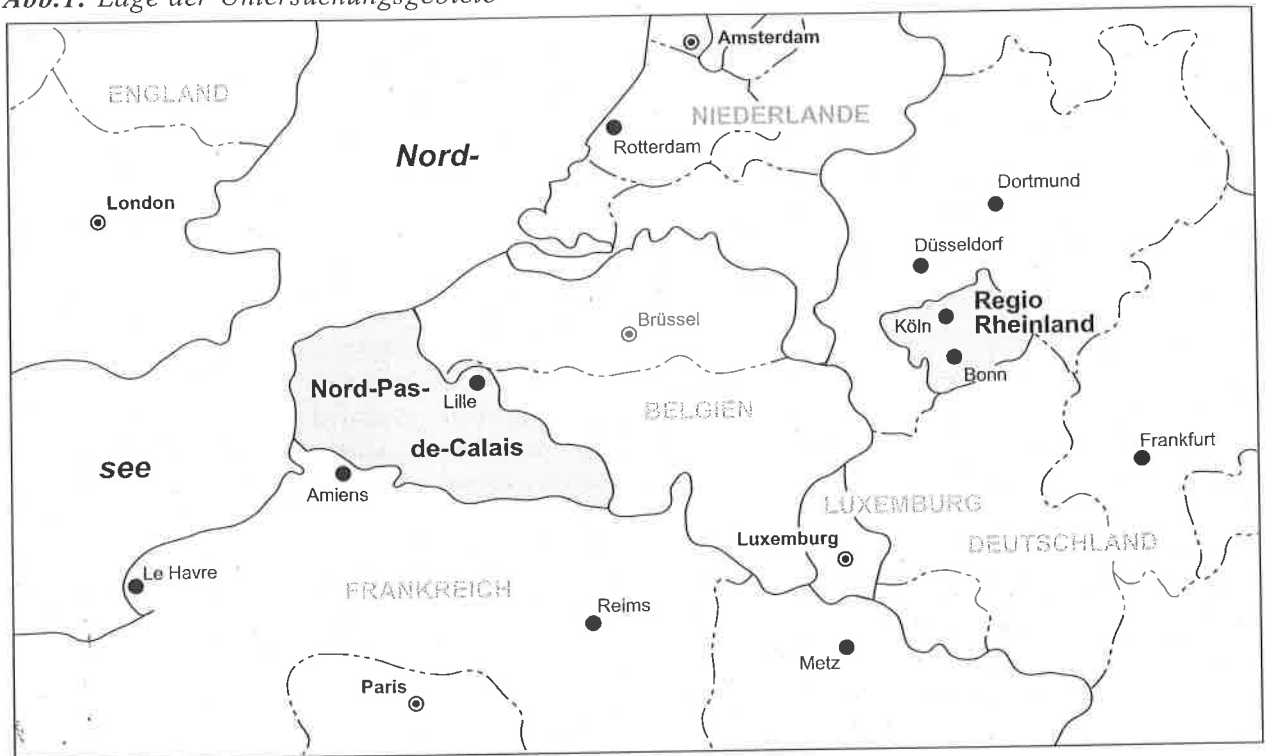 Abb.1: Lage der Untersuchungsgebiete
Amsterdam
ENGLAND
NIEDERLANDE
Rotterdam
Nord-
Dortmund
London
Düsseldorf
Regio
Rheinland
Köln
Brüssel
Bonn
Nord-Pas-
Lille
BELGIEN
de-Calais
Frankfurt
see
Amiens
LUXEMBURG
Luxemburg
DEUTSCHLAND
Le Havre
FRANKREICH
Reims
Metz
Paris